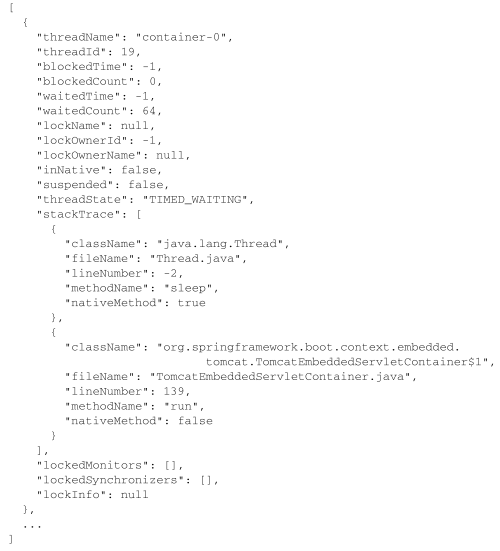 [
  {
    "threadName": "container-0",
    "threadId": 19,
    "blockedTime": -1,
    "blockedCount": 0,
    "waitedTime": -1,
    "waitedCount": 64,
    "lockName": null,
    "lockOwnerId": -1,
    "lockOwnerName": null,
    "inNative": false,
    "suspended": false,
    "threadState": "TIMED_WAITING",
    "stackTrace": [
      {
        "className": "java.lang.Thread",
        "fileName": "Thread.java",
        "lineNumber": -2,
        "methodName": "sleep",
        "nativeMethod": true
      },
      {
        "className": "org.springframework.boot.context.embedded.
                          tomcat.TomcatEmbeddedServletContainer$1",
        "fileName": "TomcatEmbeddedServletContainer.java",
        "lineNumber": 139,
        "methodName": "run",
        "nativeMethod": false
      }
    ],
    "lockedMonitors": [],
    "lockedSynchronizers": [],
    "lockInfo": null
  },
  ...
]